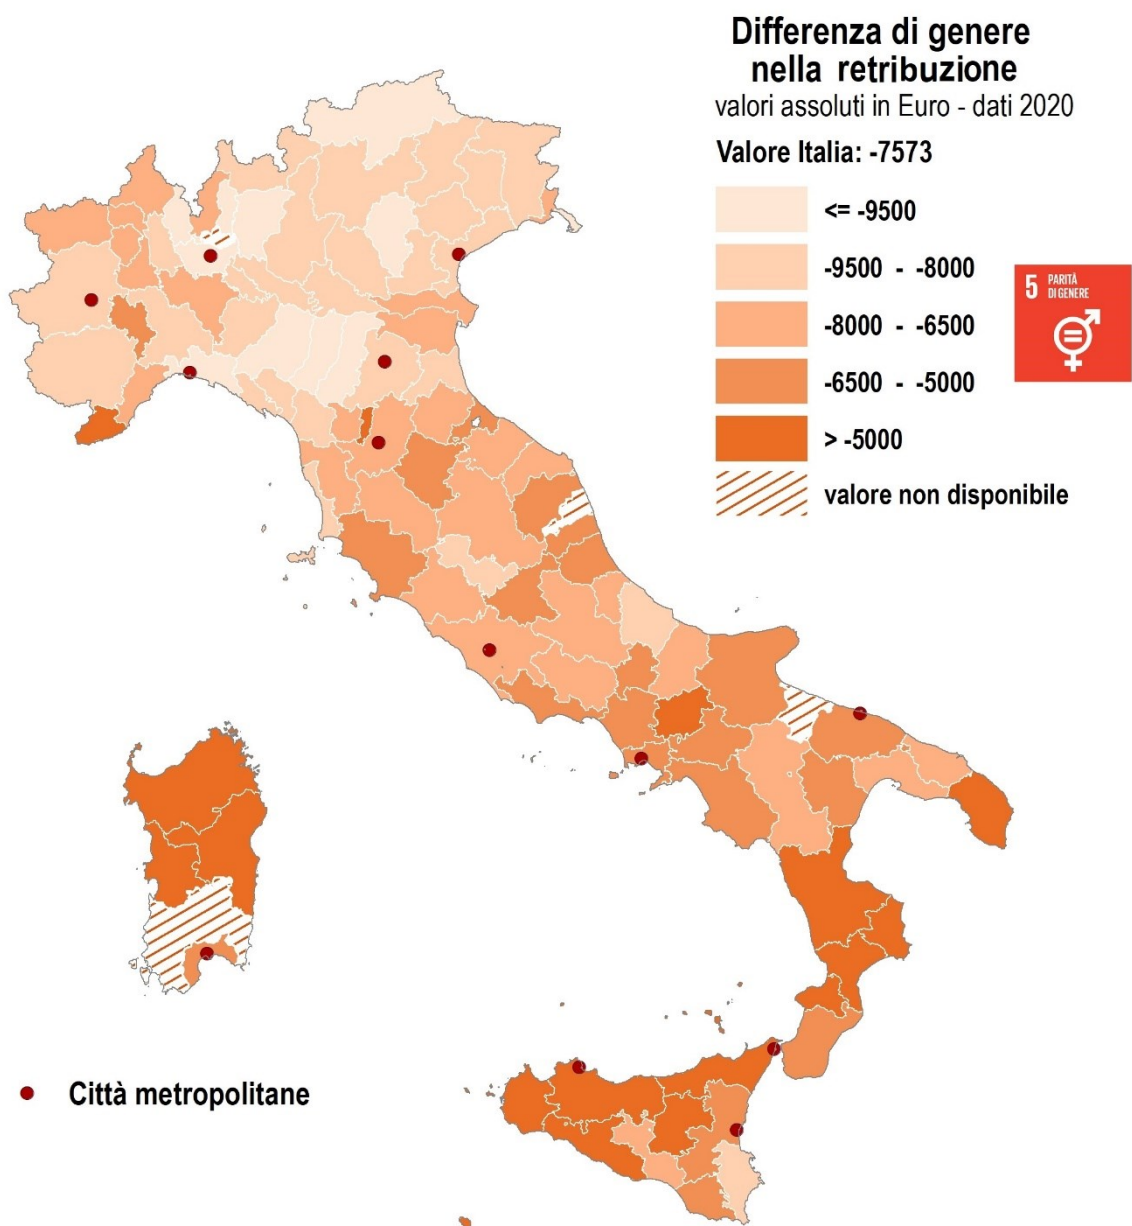 Differenza di genere
nella retribuzione
valori assoluti in Euro - dati 2020
Valore Italia: -7573
<= -9500
-9500 - -8000
-8000 - -6500
-6500 - -5000
> -5000
valore non disponibile
5 PARITÀ
DI GENERE
Città metropolitane